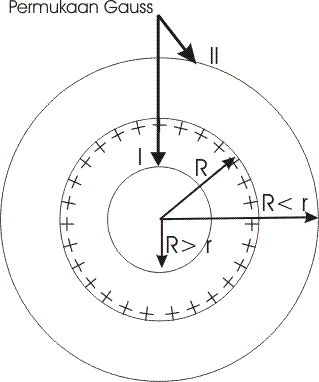 Permukaan Gauss
II
I
R
R< r
R> r